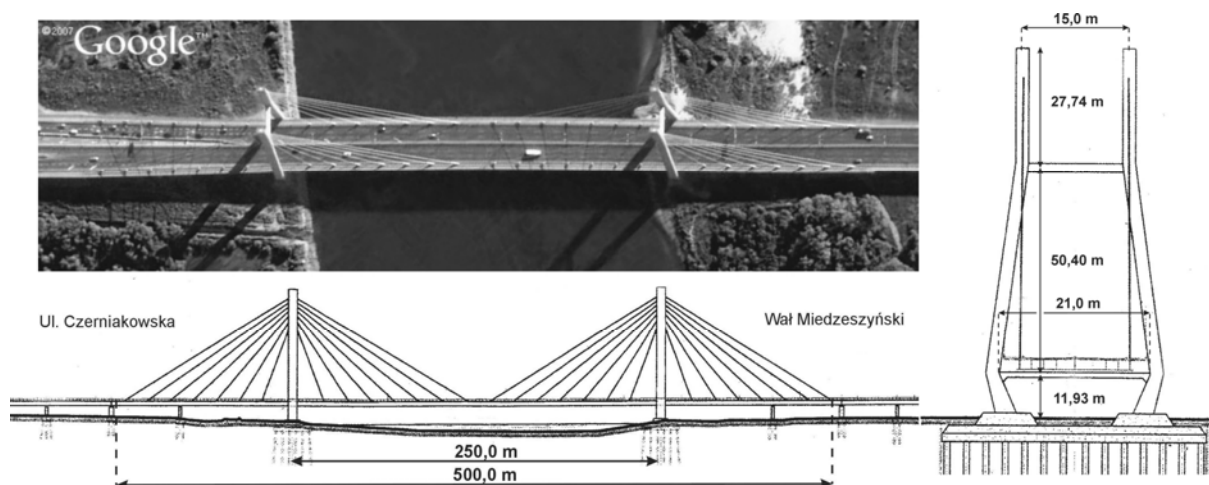 ©2007 Google™
Ul. Czerniakowska
Wał Miedzeszyński
250,0 m
500,0 m
15,0 m
27,74 m
50,40 m
21,0 m
11,93 m